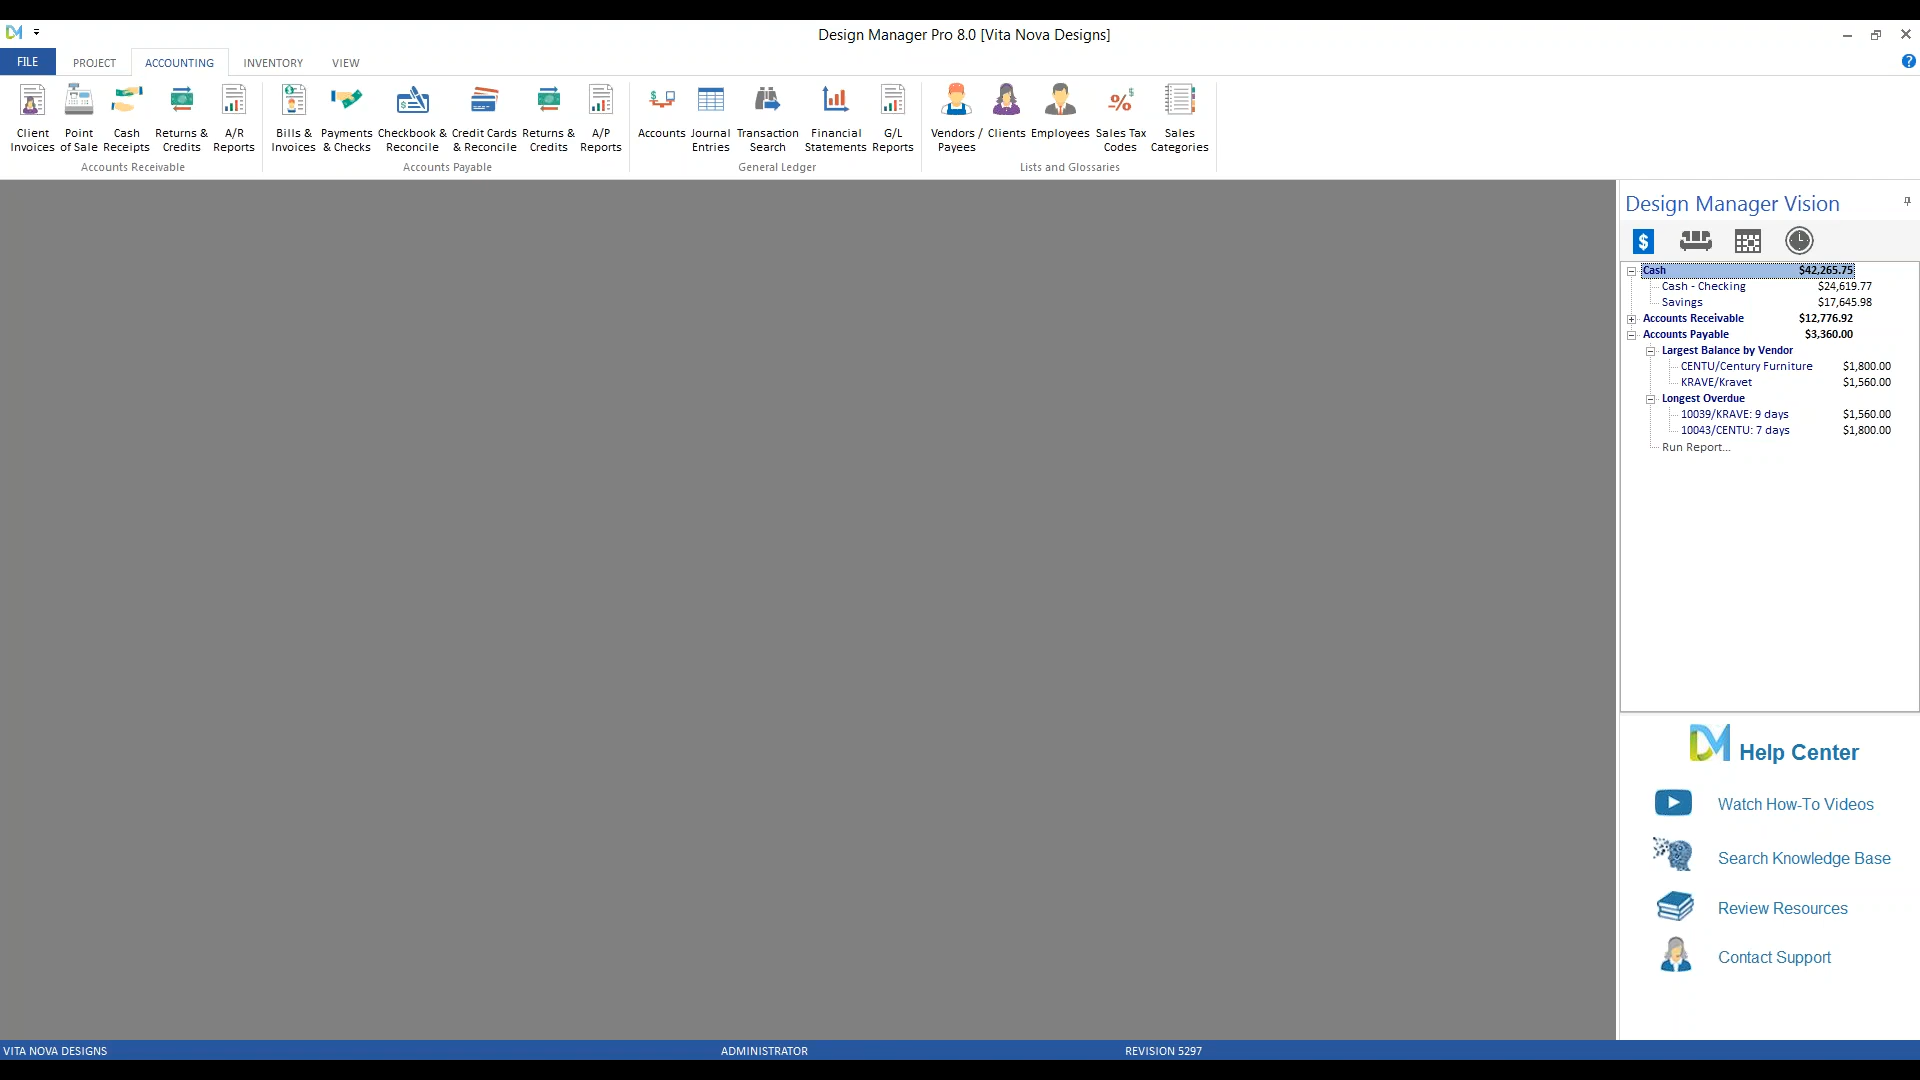 Design Manager Pro 8.0 [Vita Nova Designs]
FILE PROJECT ACCOUNTING INVENTORY VIEW
Client Invoices
Point of Sale
Cash Receipts
Returns & Credits
A/R Reports
Accounts Receivable
Bills & Invoices
Payments & Checks
Checkbook & Reconcile
Credit Cards & Reconcile
Returns & Credits
A/P Reports
Accounts Payable
Accounts
Journal Entries
Transaction Search
Financial Statements
G/L Reports
General Ledger
Vendors / Payees
Clients
Employees
Sales Tax Codes
Sales Categories
Lists and Glossaries
Design Manager Vision
Cash $42,265.75
Cash - Checking $24,619.77
Savings $17,645.98
Accounts Receivable $12,776.92
Accounts Payable $3,360.00
Largest Balance by Vendor
CENTU/Century Furniture $1,800.00
KRAVE/Kravet $1,560.00
Longest Overdue
10039/KRAVE: 9 days $1,560.00
10043/CENTU: 7 days $1,800.00
Run Report...
DM Help Center
Watch How-To Videos
Search Knowledge Base
Review Resources
Contact Support
VITA NOVA DESIGNS ADMINISTRATOR REVISION 5297